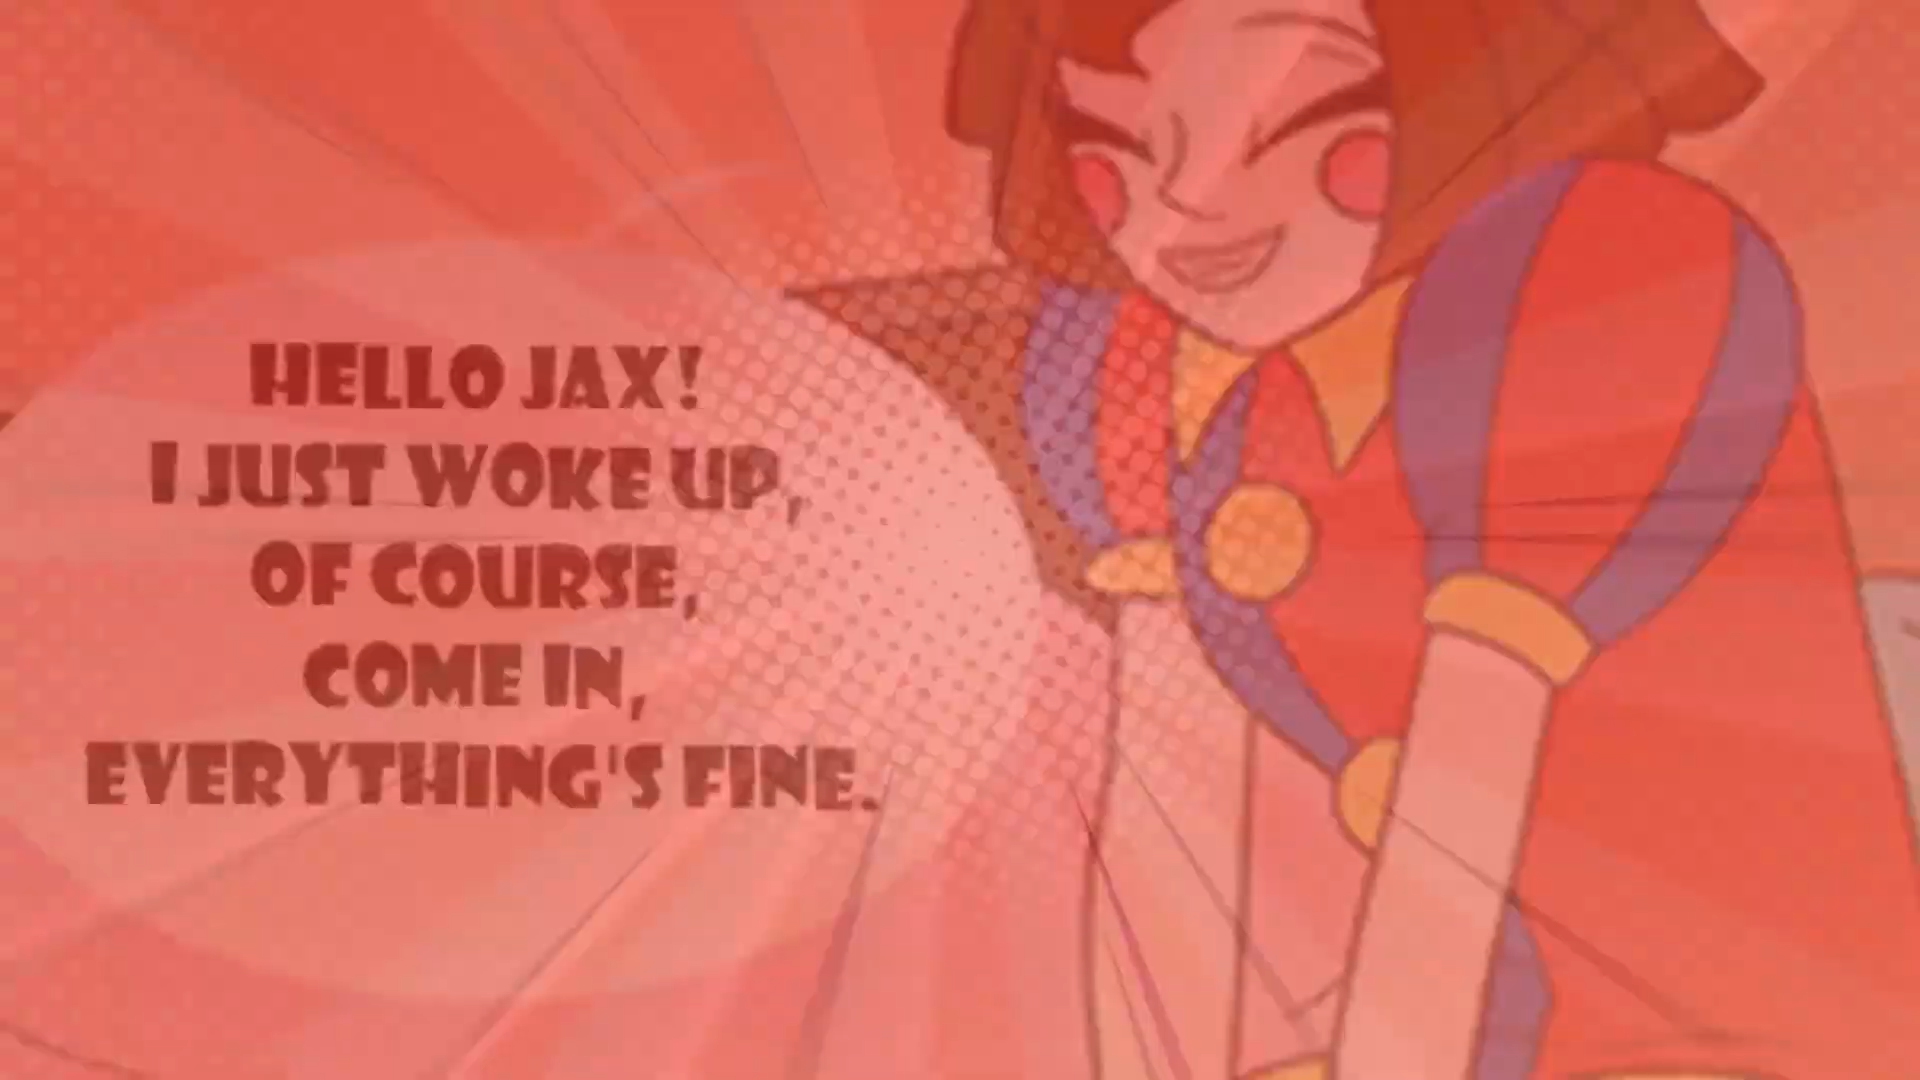 HELLO JAX!
I JUST WOKE UP,
OF COURSE,
COME IN,
EVERYTHING'S FINE.